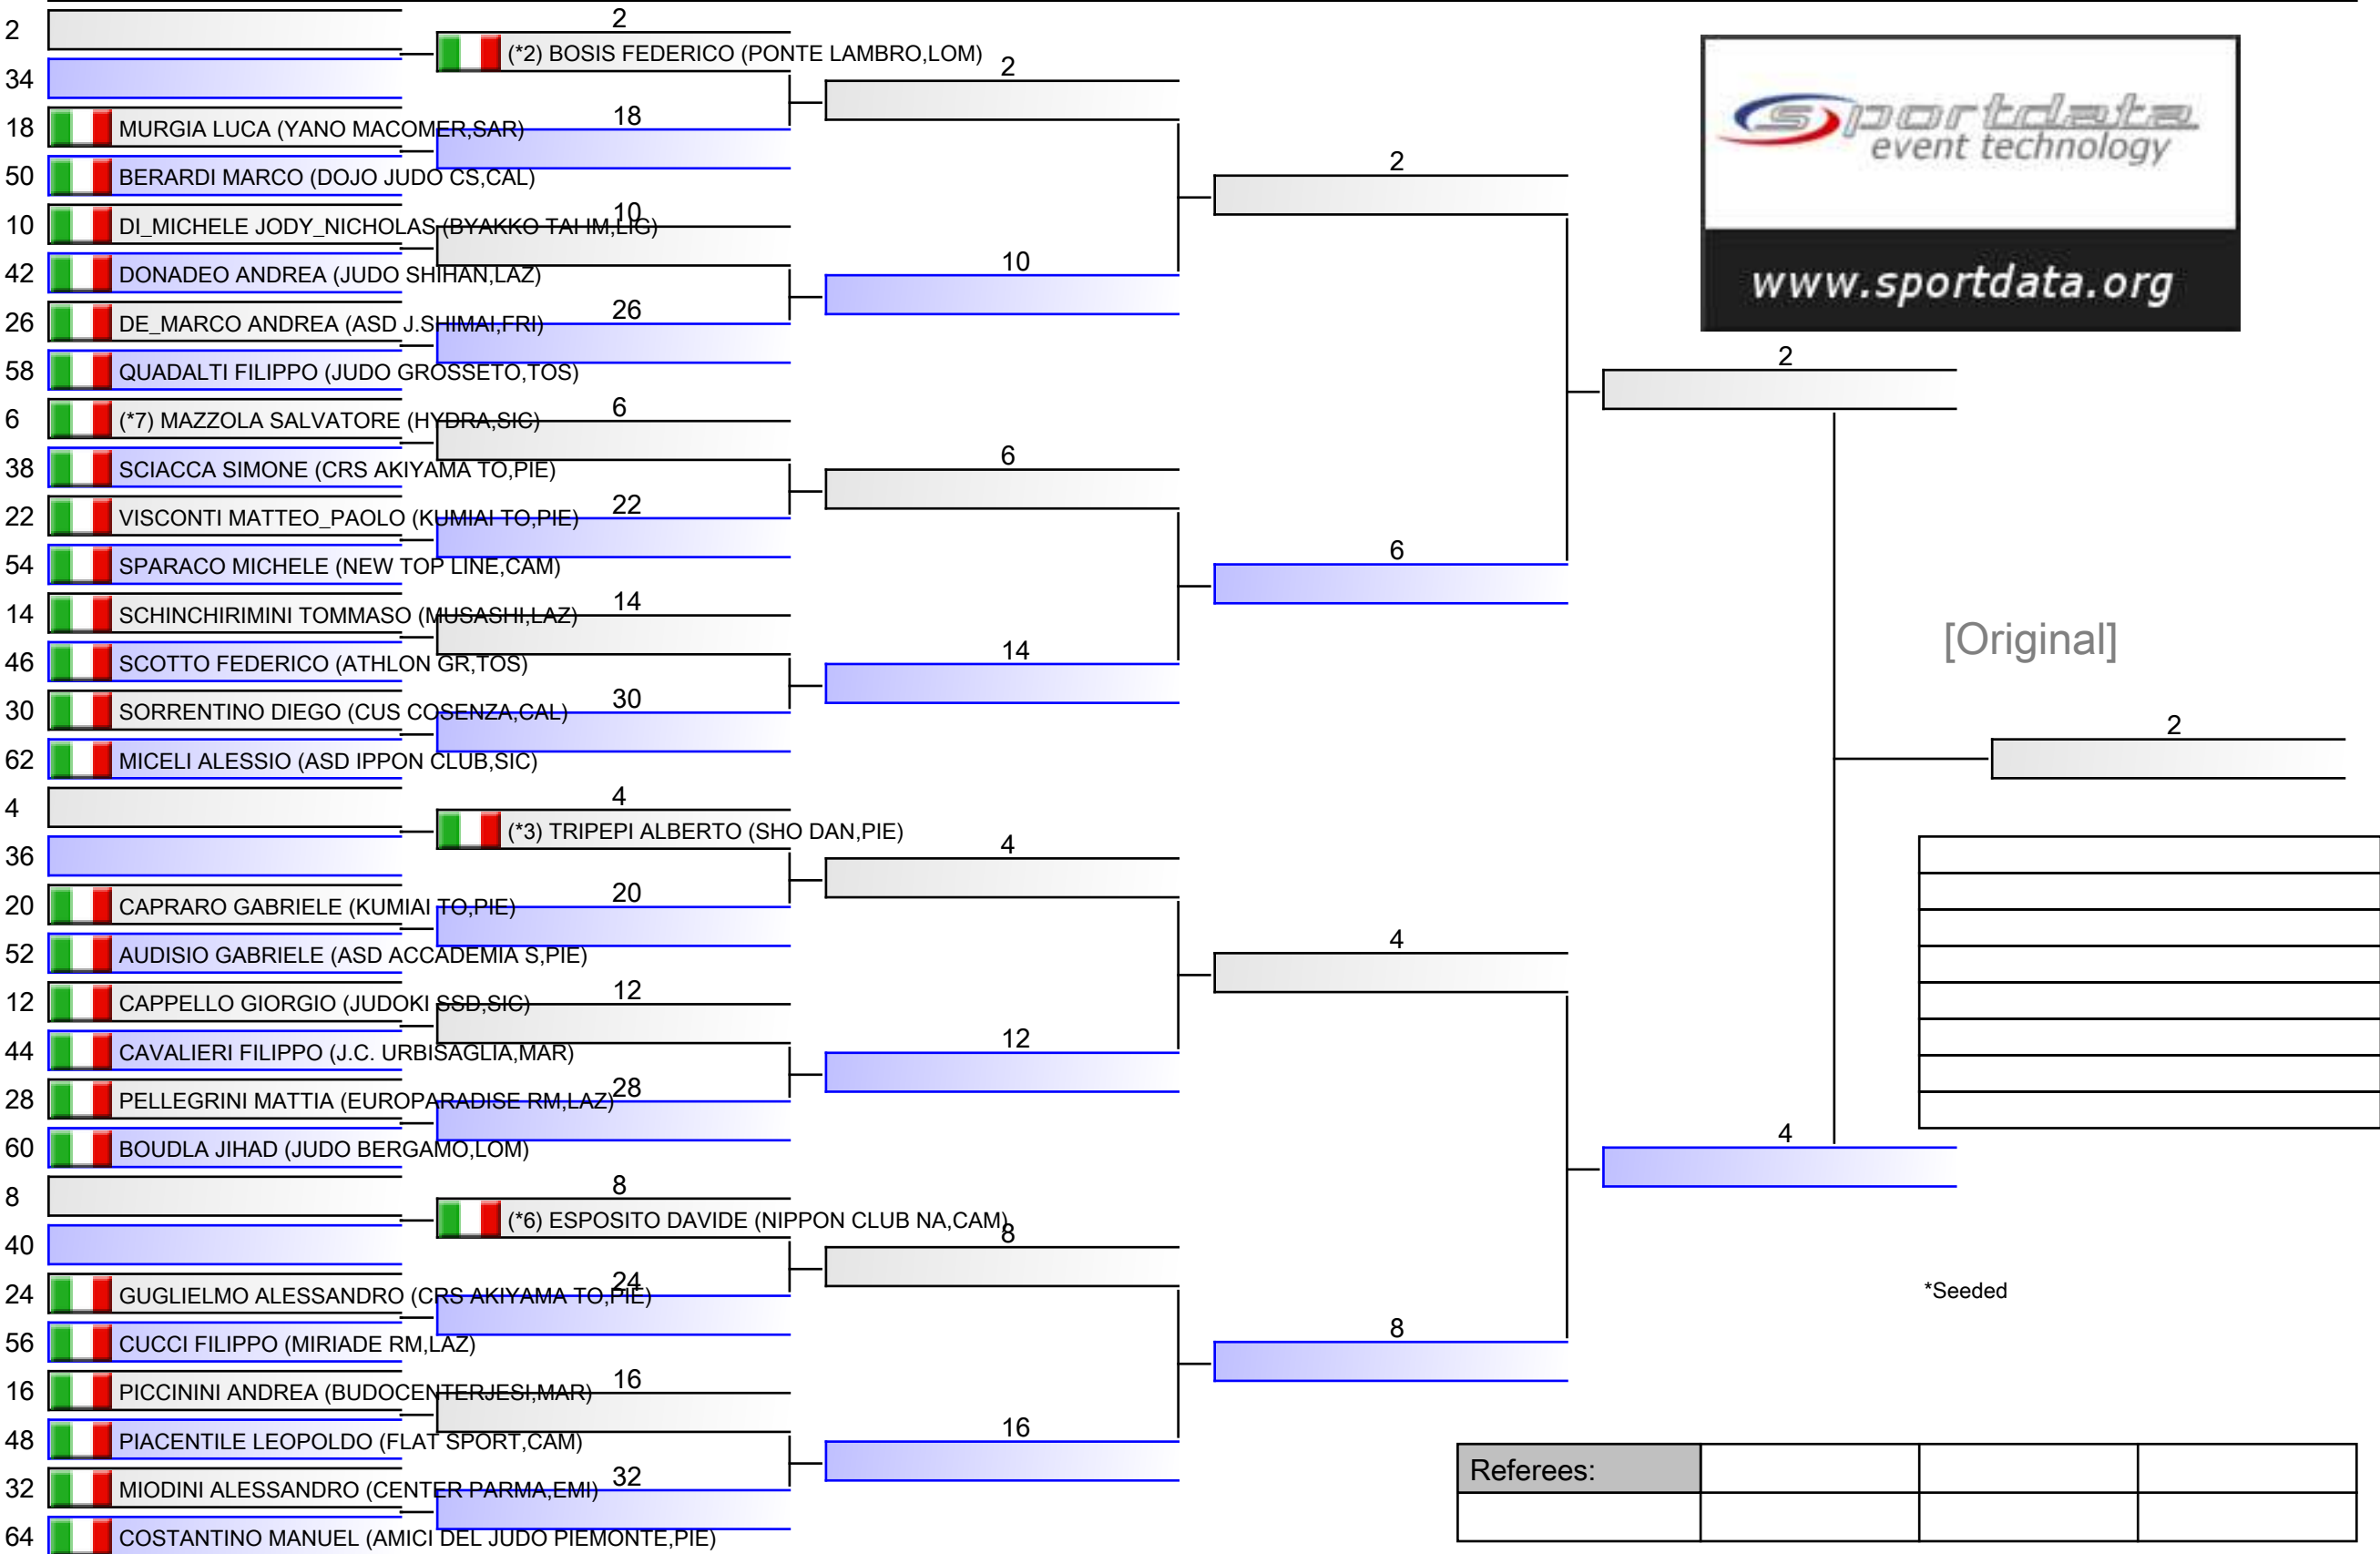 2
34
18 MURGIA LUCA (YANO MACOMER,SAR)
50 BERARDI MARCO (DOJO JUDO CS,CAL)
10 DI_MICHELE JODY_NICHOLAS (BYAKKO TAI IM,LIG)
42 DONADEO ANDREA (JUDO SHIHAN,LAZ)
26 DE_MARCO ANDREA (ASD J.SHIMAI,FRI)
58 QUADALTI FILIPPO (JUDO GROSSETO,TOS)
6 (*7) MAZZOLA SALVATORE (HYDRA,SIC)
38 SCIACCA SIMONE (CRS AKIYAMA TO,PIE)
22 VISCONTI MATTEO_PAOLO (KUMIAI TO,PIE)
54 SPARACO MICHELE (NEW TOP LINE,CAM)
14 SCHINCHIRIMINI TOMMASO (MUSASHI,LAZ)
46 SCOTTO FEDERICO (ATHLON GR,TOS)
30 SORRENTINO DIEGO (CUS COSENZA,CAL)
62 MICELI ALESSIO (ASD IPPON CLUB,SIC)
4
36
20 CAPRARO GABRIELE (KUMIAI TO,PIE)
52 AUDISIO GABRIELE (ASD ACCADEMIA S,PIE)
12 CAPPELLO GIORGIO (JUDOKI SSD,SIC)
44 CAVALIERI FILIPPO (J.C. URBISAGLIA,MAR)
28 PELLEGRINI MATTIA (EUROPARADISE RM,LAZ)
60 BOUDLA JIHAD (JUDO BERGAMO,LOM)
8
40
24 GUGLIELMO ALESSANDRO (CRS AKIYAMA TO,PIE)
56 CUCCI FILIPPO (MIRIADE RM,LAZ)
16 PICCININI ANDREA (BUDOCENTERJESI,MAR)
48 PIACENTILE LEOPOLDO (FLAT SPORT,CAM)
32 MIODINI ALESSANDRO (CENTER PARMA,EMI)
64 COSTANTINO MANUEL (AMICI DEL JUDO PIEMONTE,PIE)
2
(*2) BOSIS FEDERICO (PONTE LAMBRO,LOM)
18
10
26
6
22
14
30
4
(*3) TRIPEPI ALBERTO (SHO DAN,PIE)
20
12
28
8
(*6) ESPOSITO DAVIDE (NIPPON CLUB NA,CAM)
24
16
32
2
10
6
14
4
12
8
16
2
6
4
8
2
4
2
sportdata
event technology
www.sportdata.org
[Original]
*Seeded
Referees: